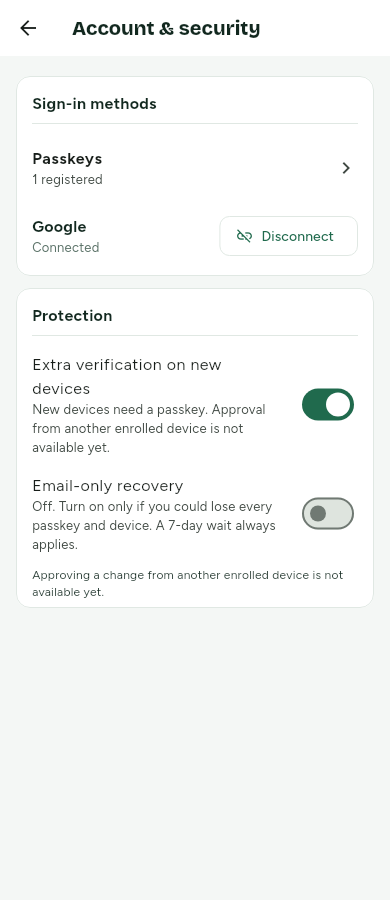 Account & security
Sign-in methods
Passkeys
1 registered
Google
Connected
Disconnect
Protection
Extra verification on new
devices
New devices need a passkey. Approval
from another enrolled device is not
available yet.
Email-only recovery
Off. Turn on only if you could lose every
passkey and device. A 7-day wait always
applies.
Approving a change from another enrolled device is not
available yet.